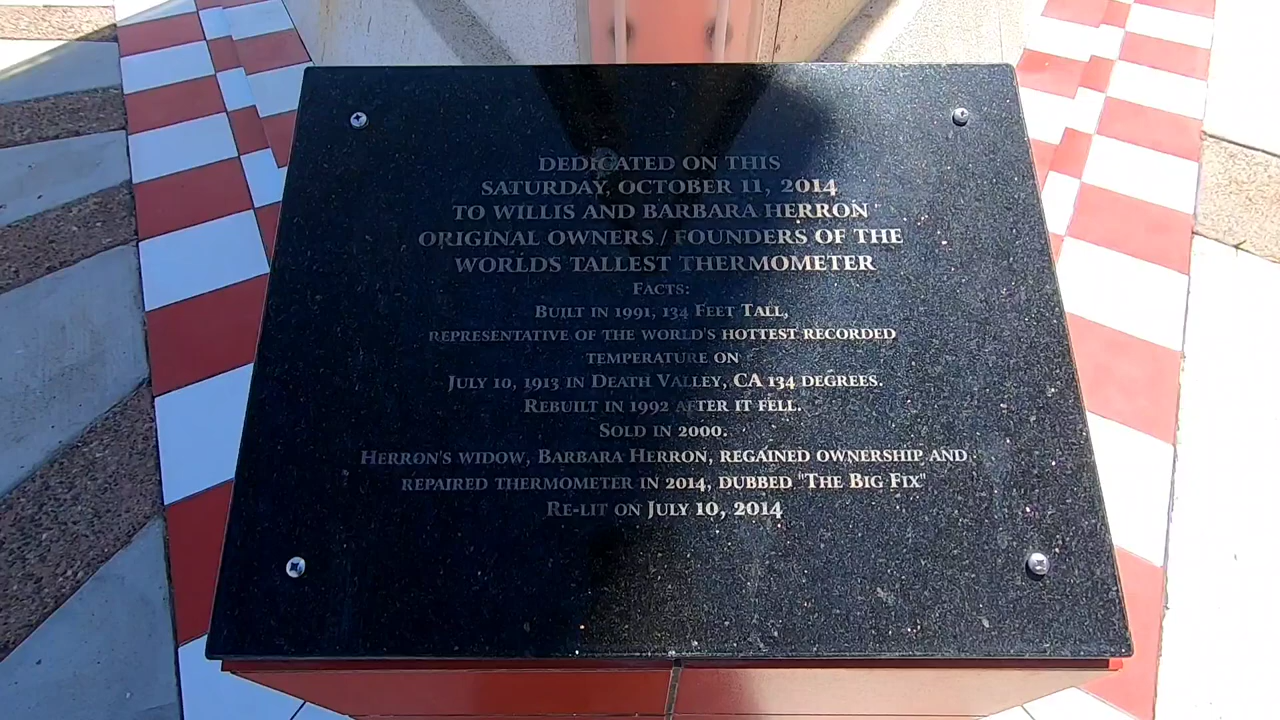 DEDICATED ON THIS
SATURDAY, OCTOBER 11, 2014
TO WILLIS AND BARBARA HERRON
ORIGINAL OWNERS / FOUNDERS OF THE
WORLDS TALLEST THERMOMETER
FACTS:
BUILT IN 1991, 134 FEET TALL,
REPRESENTATIVE OF THE WORLD'S HOTTEST RECORDED
TEMPERATURE ON
JULY 10, 1913 IN DEATH VALLEY, CA 134 DEGREES.
REBUILT IN 1992 AFTER IT FELL.
SOLD IN 2000.
HERRON'S WIDOW, BARBARA HERRON, REGAINED OWNERSHIP AND
REPAIRED THERMOMETER IN 2014, DUBBED "THE BIG FIX"
RE-LIT ON JULY 10, 2014